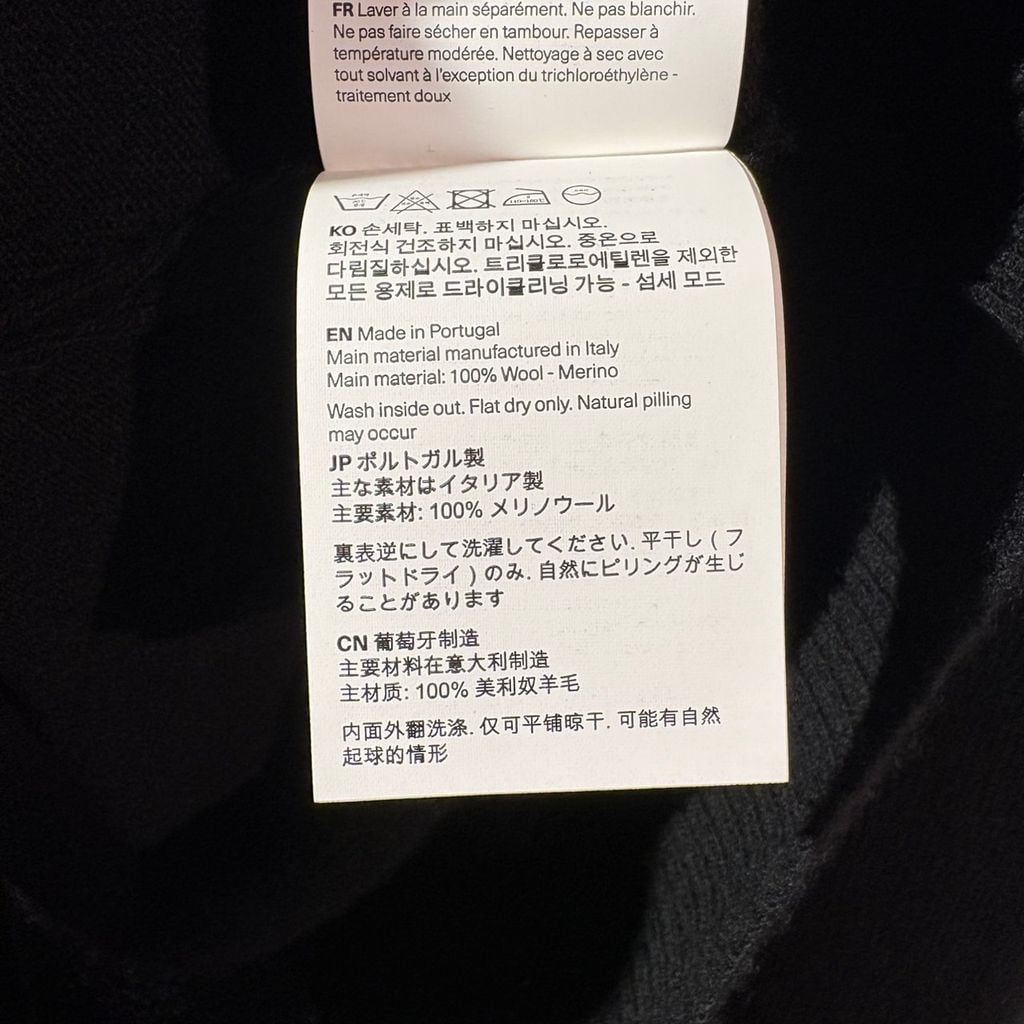 FR Laver à la main séparément. Ne pas blanchir.
Ne pas faire sécher en tambour. Repasser à
température modérée. Nettoyage à sec avec
tout solvant à l'exception du trichloroéthylène -
traitement doux
KO 손세탁. 표백하지 마십시오.
회전식 건조하지 마십시오. 중온으로
다림질하십시오. 트리클로로에틸렌을 제외한
모든 용제로 드라이클리닝 가능 - 섬세 모드
EN Made in Portugal
Main material manufactured in Italy
Main material: 100% Wool - Merino
Wash inside out. Flat dry only. Natural pilling
may occur
JP ポルトガル製
主な素材はイタリア製
主要素材: 100% メリノウール
裏表逆にして洗濯してください. 平干し ( フ
ラットドライ ) のみ. 自然にピリングが生じ
ることがあります
CN 葡萄牙制造
主要材料在意大利制造
主材质: 100% 美利奴羊毛
内面外翻洗涤. 仅可平铺晾干. 可能有自然
起球的情形